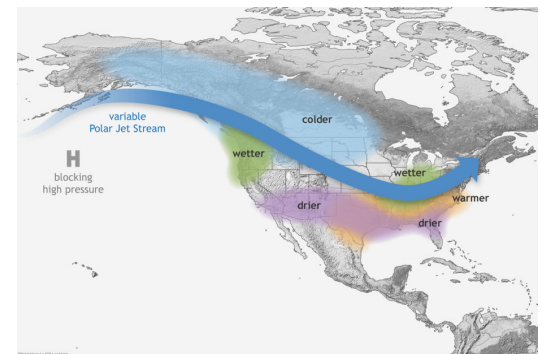 colder
variable
Polar Jet Stream
wetter
H
blocking
high pressure
wetter
warmer
drier
drier